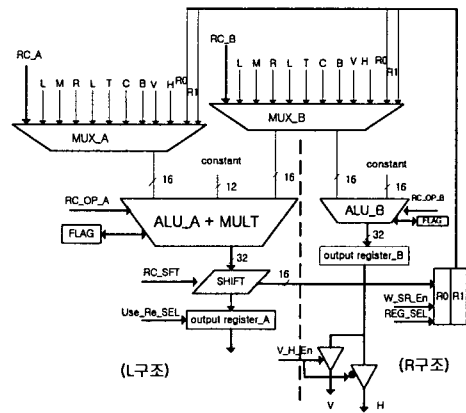 RC_A
L M R L T C B V H R0 R1
MUX_A
RC_B
L M R L T C B V H R0 R1
MUX_B
16
constant
12
16
16
constant
16
RC_OP_A
ALU_A + MULT
FLAG
RC_OP_B
ALU_B
FLAG
32
32
output register_B
RC_SFT
SHIFT
16
R0 R1
W_SR_En
REG_SEL
Use_Re_SEL
output register_A
V_H_En
(L구조)
(R구조)
V
H